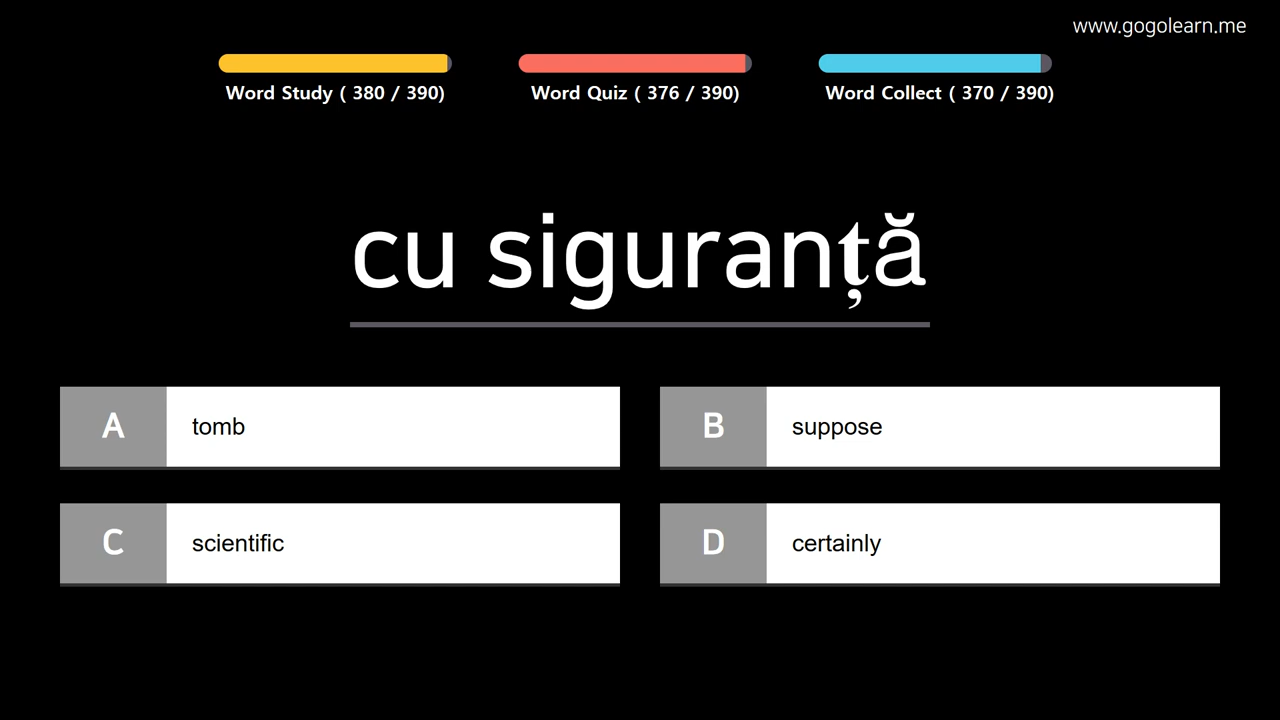 www.gogolearn.me
Word Study ( 380 / 390)
Word Quiz ( 376 / 390)
Word Collect ( 370 / 390)
cu siguranță
A tomb
B suppose
C scientific
D certainly